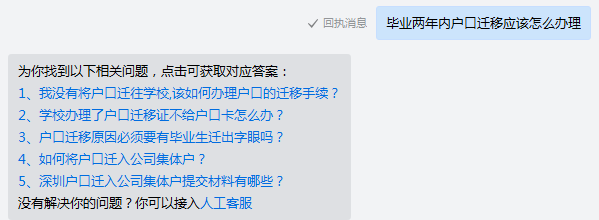 回执消息
毕业两年内户口迁移应该怎么办理
为你找到以下相关问题，点击可获取对应答案：
1、我没有将户口迁往学校,该如何办理户口的迁移手续？
2、学校办理了户口迁移证不给户口卡怎么办？
3、户口迁移原因必须要有毕业生迁出字眼吗？
4、如何将户口迁入公司集体户？
5、深圳户口迁入公司集体户提交材料有哪些？
没有解决你的问题？你可以接入人工客服